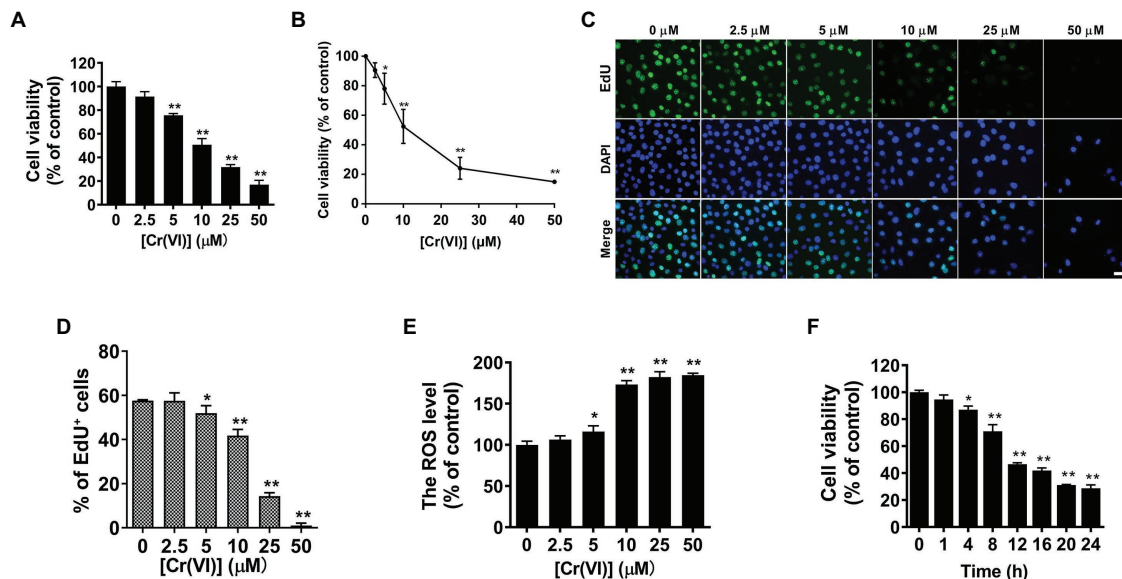 A
Cell viability
(% of control)
120
100
80
60
40
20
0
**
**
**
**
0 2.5 5 10 25 50
[Cr(VI)] (μM)
B
Cell viability (% of control)
100
80
60
40
20
0
*
**
**
**
0 10 20 30 40 50
[Cr(VI)] (μM)
C
0 μM 2.5 μM 5 μM 10 μM 25 μM 50 μM
EdU
DAPI
Merge
D
% of EdU⁺ cells
80
60
40
20
0
*
**
**
**
0 2.5 5 10 25 50
[Cr(VI)] (μM)
E
The ROS level
(% of control)
200
150
100
50
0
*
**
**
**
0 2.5 5 10 25 50
[Cr(VI)] (μM)
F
Cell viability
(% of control)
120
100
80
60
40
20
0
*
**
**
**
**
**
0 1 4 8 12 16 20 24
Time (h)